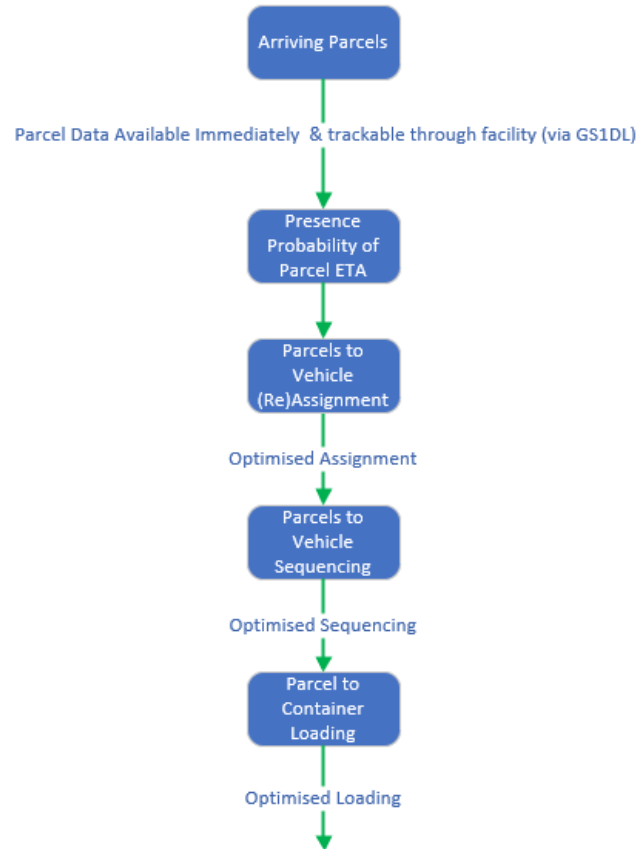 Arriving Parcels
Parcel Data Available Immediately & trackable through facility (via GS1DL)
Presence
Probability of
Parcel ETA
Parcels to
Vehicle
(Re)Assignment
Optimised Assignment
Parcels to
Vehicle
Sequencing
Optimised Sequencing
Parcel to
Container
Loading
Optimised Loading